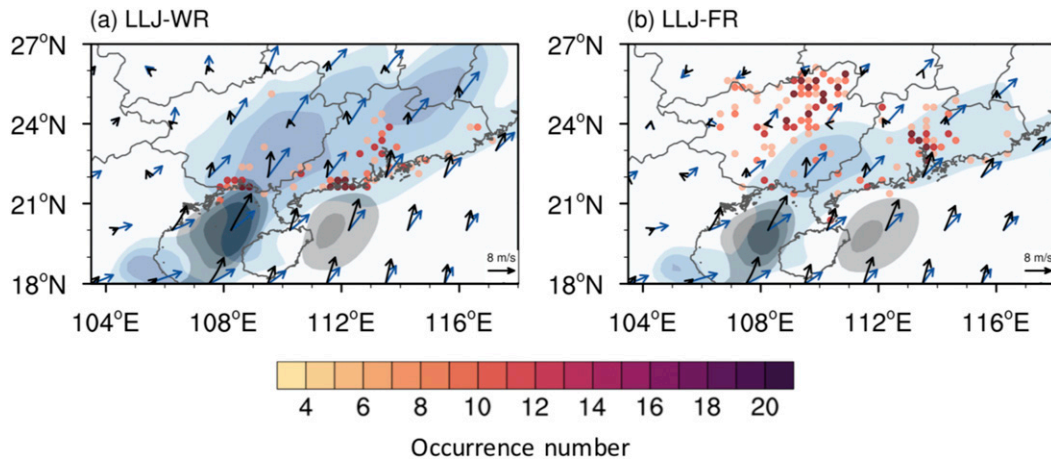 (a) LLJ-WR (b) LLJ-FR
27°N 27°N
24°N 24°N
21°N 21°N
8 m/s 8 m/s
18°N 18°N
104°E 108°E 112°E 116°E 104°E 108°E 112°E 116°E
4 6 8 10 12 14 16 18 20
Occurrence number